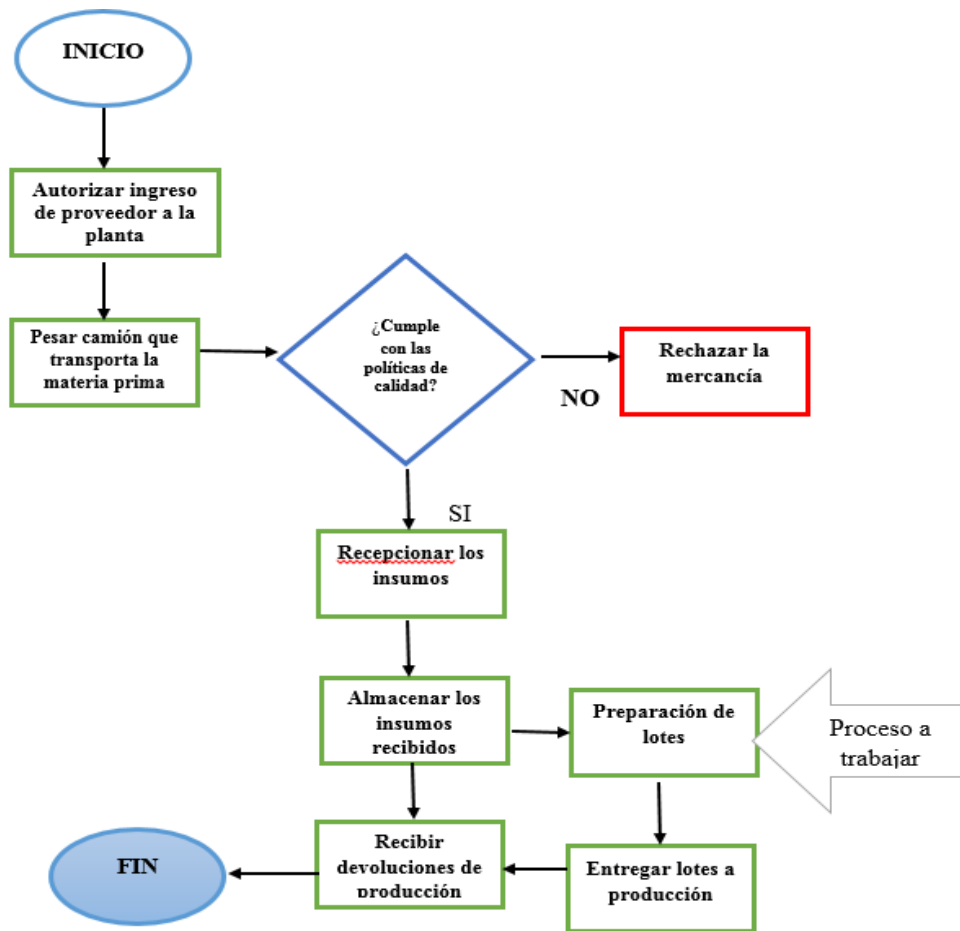 INICIO
Autorizar ingreso
de proveedor a la
planta
Pesar camión que
transporta la
materia prima
¿Cumple
con las
políticas de
calidad?
NO
Rechazar la
mercancía
SI
Recepcionar los
insumos
Almacenar los
insumos
recibidos
Preparación de
lotes
Proceso a
trabajar
Entregar lotes a
producción
Recibir
devoluciones de
producción
FIN